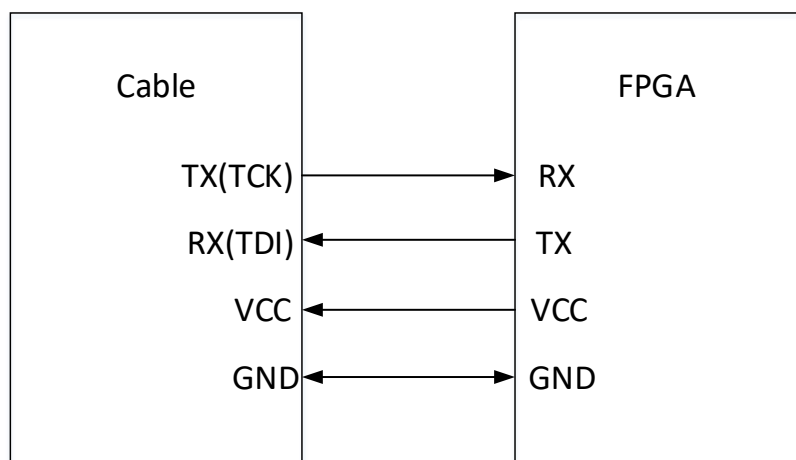 Cable FPGA
TX(TCK) RX
RX(TDI) TX
VCC VCC
GND GND